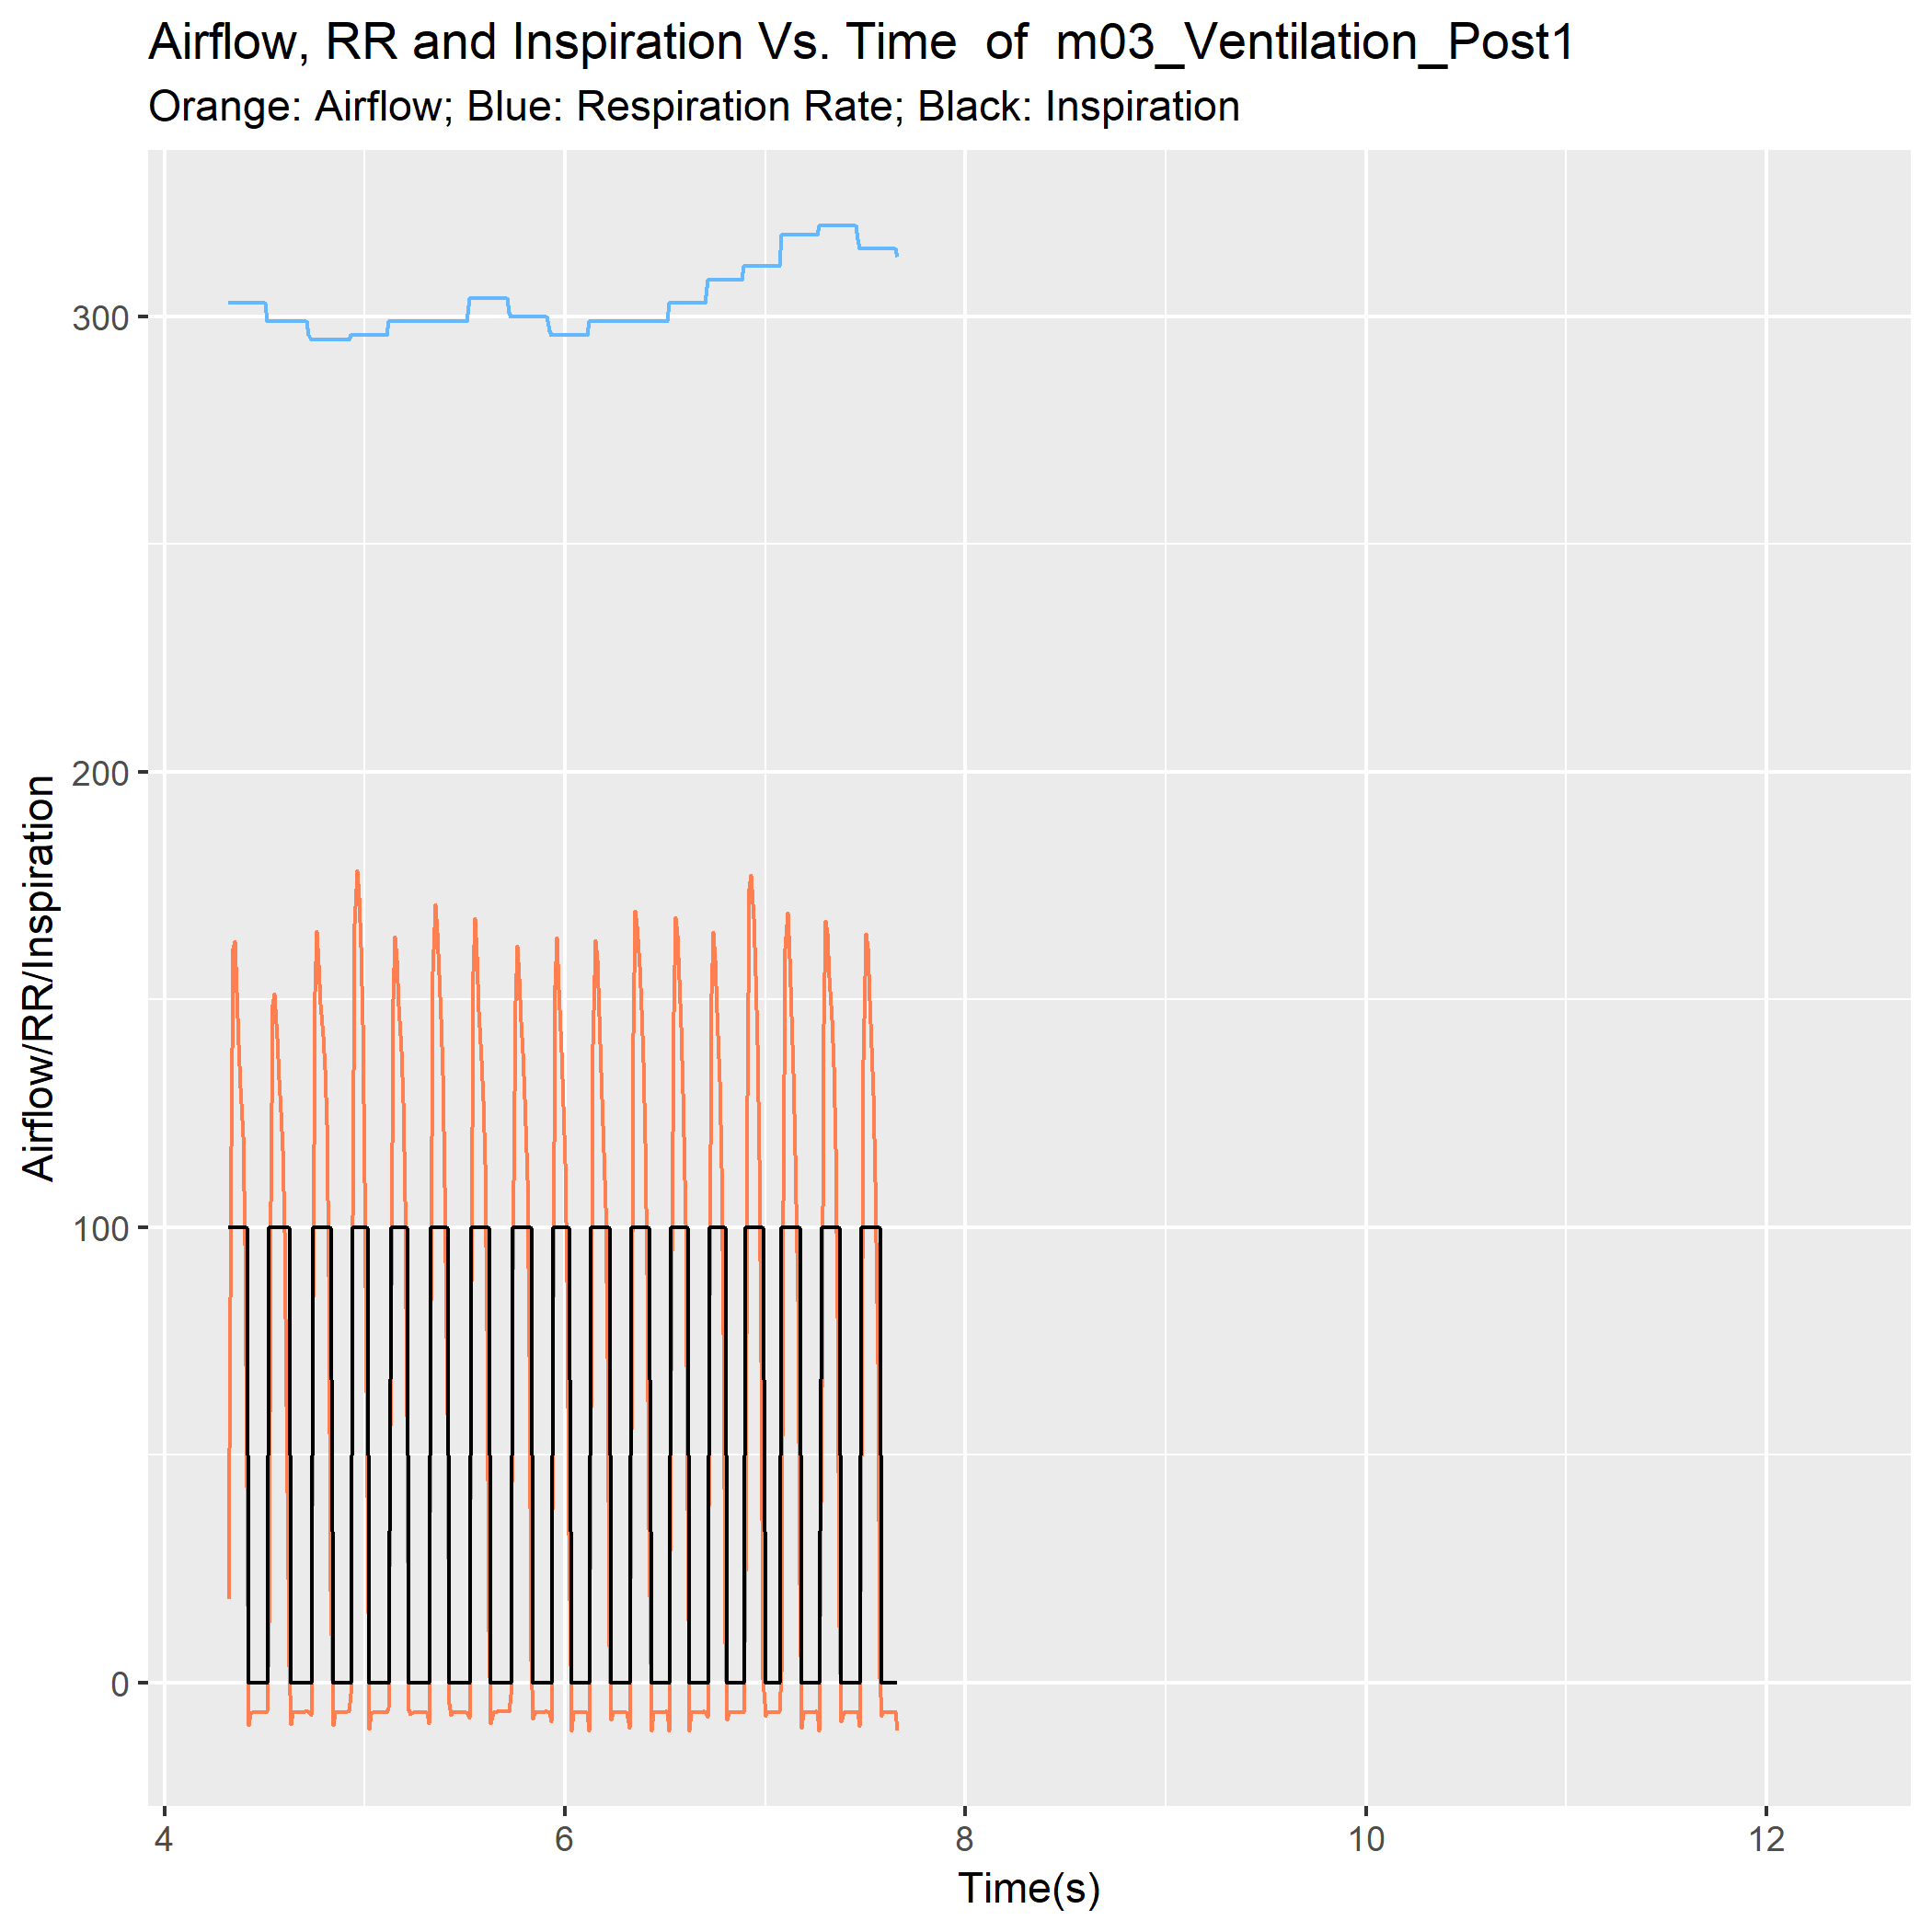 Airflow, RR and Inspiration Vs. Time  of  m03_Ventilation_Post1
Orange: Airflow; Blue: Respiration Rate; Black: Inspiration
Airflow/RR/Inspiration
300
200
100
0
4
6
8
10
12
Time(s)